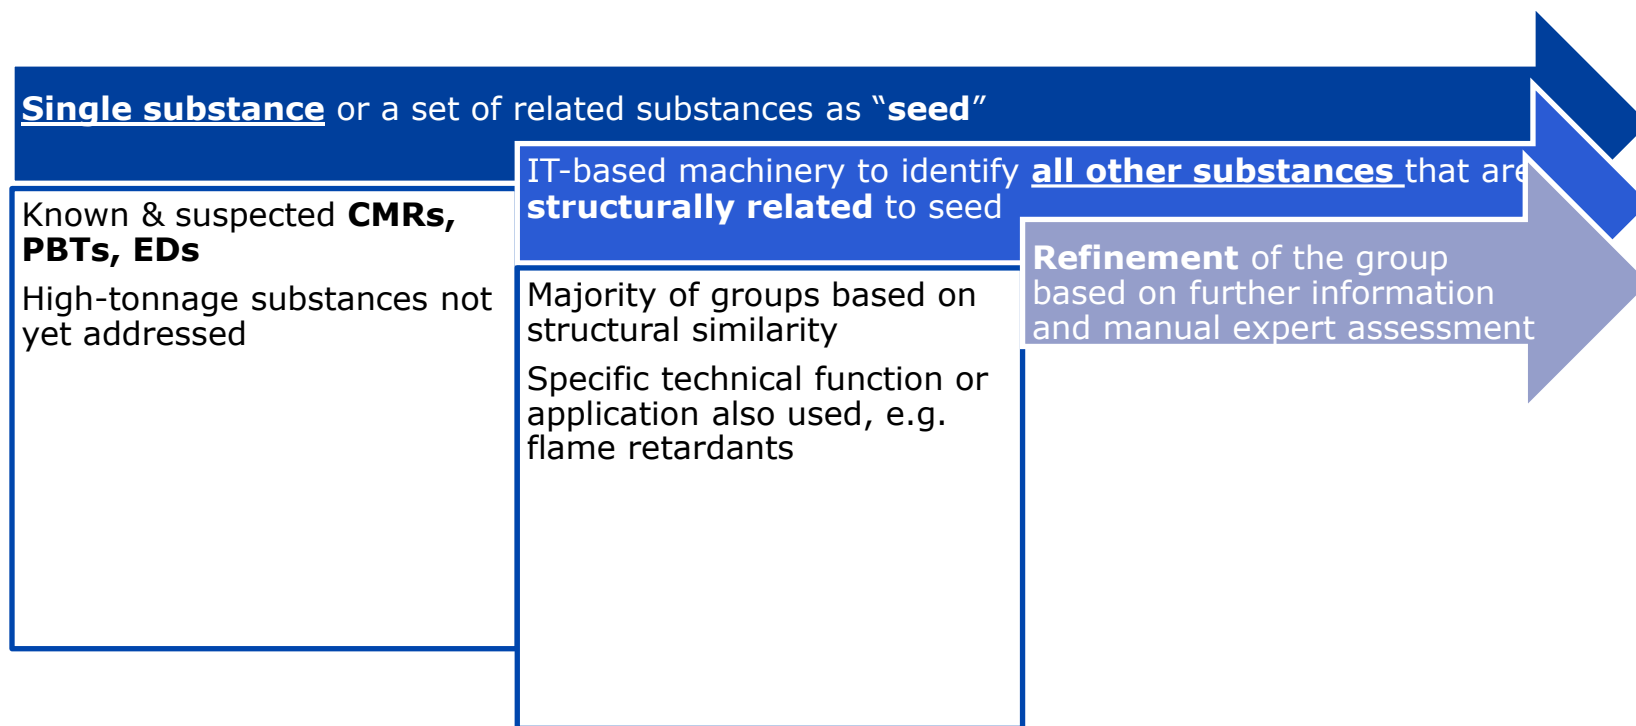 Single substance or a set of related substances as “seed”
Known & suspected CMRs,
PBTs, EDs
High-tonnage substances not
yet addressed
IT-based machinery to identify all other substances that are
structurally related to seed
Majority of groups based on
structural similarity
Specific technical function or
application also used, e.g.
flame retardants
Refinement of the group
based on further information
and manual expert assessment